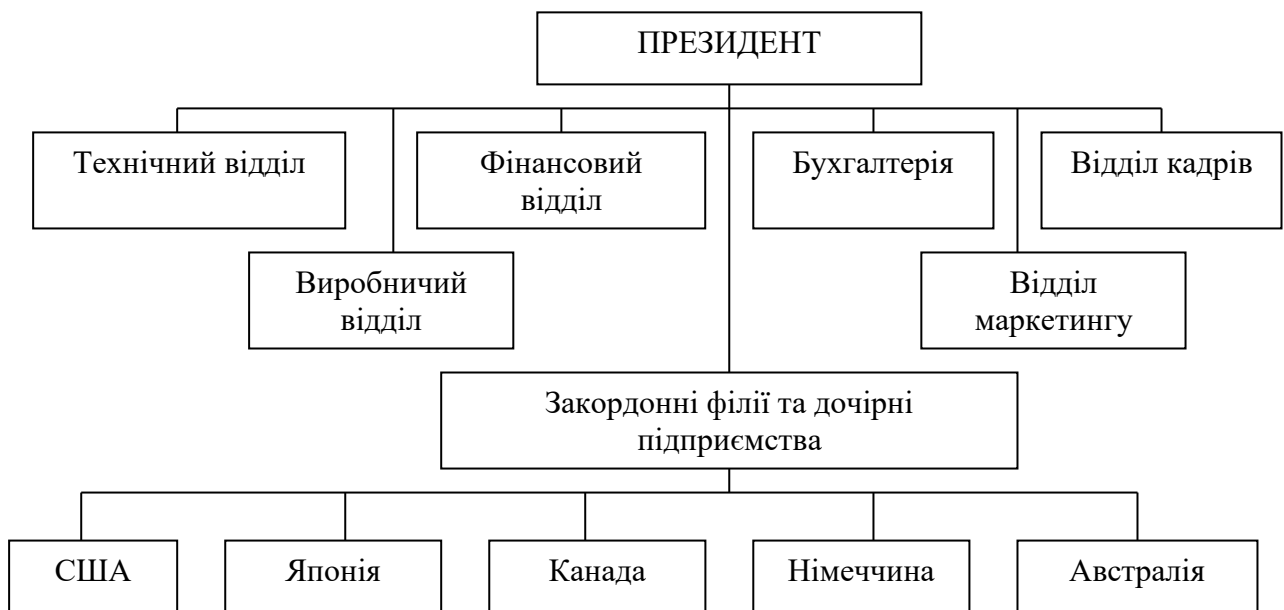 ПРЕЗИДЕНТ
Технічний відділ
Фінансовий
відділ
Бухгалтерія
Відділ кадрів
Виробничий
відділ
Відділ
маркетингу
Закордонні філії та дочірні
підприємства
США
Японія
Канада
Німеччина
Австралія